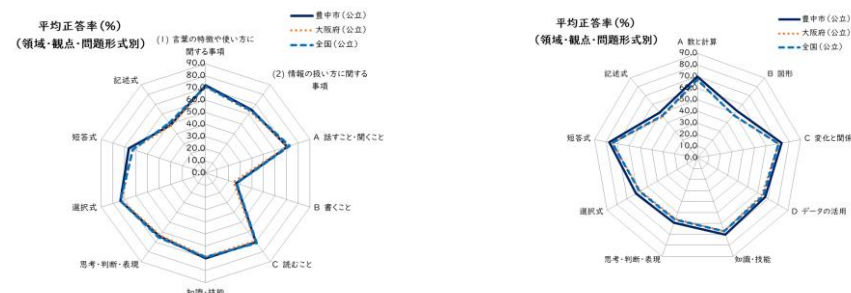 平均正答率(%)
(領域・観点・問題形式別)
豊中市(公立)
大阪府(公立)
全国(公立)
(1) 言葉の特徴や使い方に
関する事項
(2) 情報の扱い方に関する
事項
A 話すこと・聞くこと
B 書くこと
C 読むこと
知識・技能
思考・判断・表現
選択式
短答式
記述式
90.0
80.0
70.0
60.0
50.0
40.0
30.0
20.0
10.0
0.0
平均正答率(%)
(領域・観点・問題形式別)
豊中市(公立)
大阪府(公立)
全国(公立)
A 数と計算
B 図形
C 変化と関係
D データの活用
知識・技能
思考・判断・表現
選択式
短答式
記述式
90.0
80.0
70.0
60.0
50.0
40.0
30.0
20.0
10.0
0.0